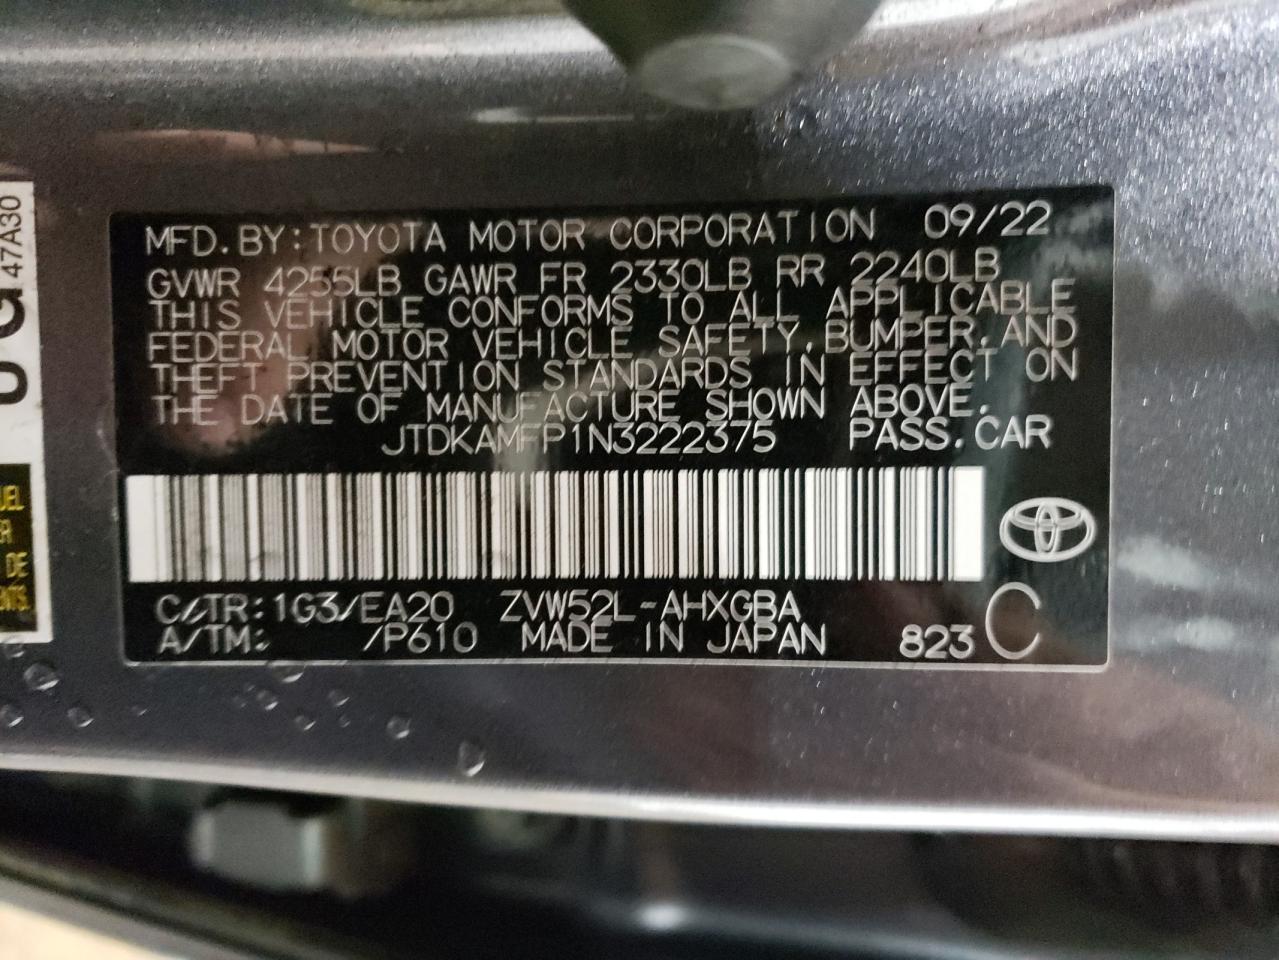 47A30
UEL
DE
MFD.BY:TOYOTA MOTOR CORPORATION 09/22
GVWR 4255LB GAWR FR 2330LB RR 2240LB
THIS VEHICLE CONFORMS TO ALL APPLICABLE
FEDERAL MOTOR VEHICLE SAFETY,BUMPER,AND
THEFT PREVENTION STANDARDS IN EFFECT ON
THE DATE OF MANUFACTURE SHOWN ABOVE.
JTDKAMFP1N3222375 PASS.CAR
C/TR:1G3/EA20 ZVW52L-AHXGBA
A/TM: /P610 MADE IN JAPAN 823 C